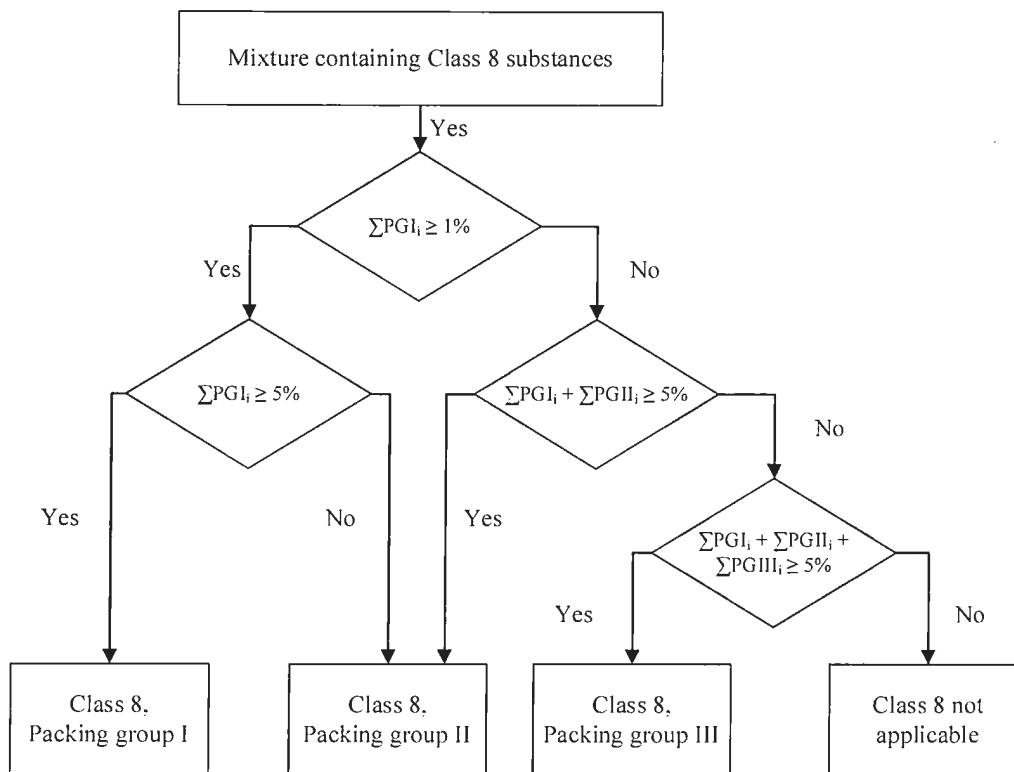 Mixture containing Class 8 substances
Yes
∑PGIᵢ ≥ 1%
Yes
No
∑PGIᵢ ≥ 5%
∑PGIᵢ + ∑PGIIᵢ ≥ 5%
No
Yes
No
Yes
∑PGIᵢ + ∑PGIIᵢ +
∑PGIIIᵢ ≥ 5%
Yes
No
Class 8,
Packing group I
Class 8,
Packing group II
Class 8,
Packing group III
Class 8 not
applicable